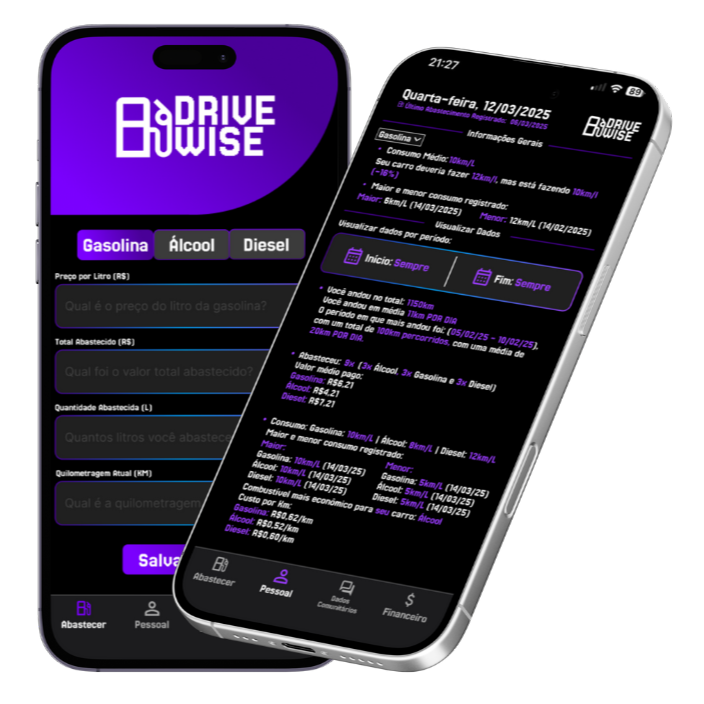 DRIVE
WISE
Gasolina Álcool Diesel
Preço por Litro (R$)
Qual é o preço do litro da gasolina?
Total Abastecido (R$)
Qual foi o valor total abastecido?
Quantidade Abastecida (L)
Quantos litros você abastece
Quilometragem Atual (KM)
Qual é a quilometragem
Salva
Abastecer Pessoal
21:27
89
Quarta-feira, 12/03/2025
Último Abastecimento Registrado: 06/03/2025
DRIVE
WISE
Informações Gerais
Gasolina
• Consumo Médio: 10km/L
Seu carro deveria fazer 12km/L, mas está fazendo 10km/L
(-16%)
• Maior e menor consumo registrado:
Maior: 6km/L (14/03/2025) Menor: 12km/L (14/02/2025)
Visualizar Dados
Visualizar dados por período:
Início: Sempre Fim: Sempre
• Você andou no total: 1150km
Você andou em média 11km POR DIA
O período em que mais andou foi: (05/02/25 - 10/02/25),
com um total de 100km percorridos, com uma média de
20km POR DIA.
• Abasteceu: 9x (3x Álcool, 3x Gasolina e 3x Diesel)
Valor médio pago:
Gasolina: R$6,21
Álcool: R$4,21
Diesel: R$7,21
• Consumo: Gasolina: 10km/L | Álcool: 8km/L | Diesel: 12km/L
Maior e menor consumo registrado:
Maior: Menor:
Gasolina: 10km/L (14/03/25) Gasolina: 5km/L (14/03/25)
Álcool: 10km/L (14/03/25) Álcool: 5km/L (14/03/25)
Diesel: 10km/L (14/03/25) Diesel: 5km/L (14/03/25)
Combustível mais econômico para seu carro: Álcool
Custo por Km:
Gasolina: R$0,62/km
Álcool: R$0,52/km
Diesel: R$0,60/km
Abastecer Pessoal Dados Comunitários Financeiro